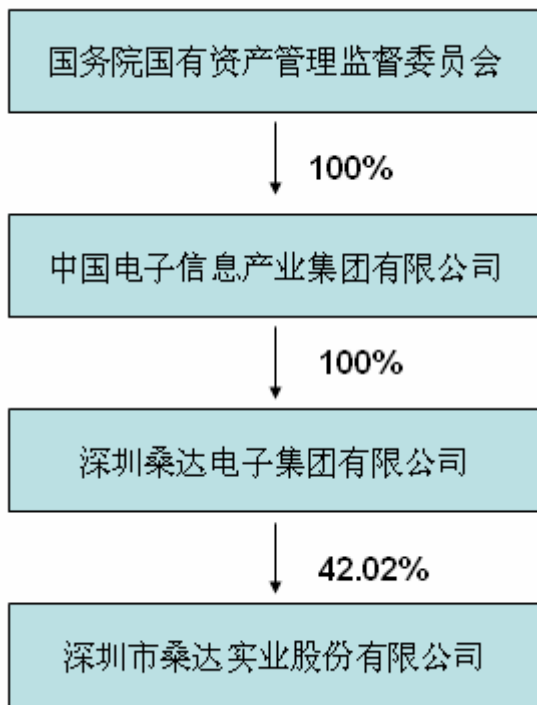 国务院国有资产管理监督委员会
100%
中国电子信息产业集团有限公司
100%
深圳桑达电子集团有限公司
42.02%
深圳市桑达实业股份有限公司